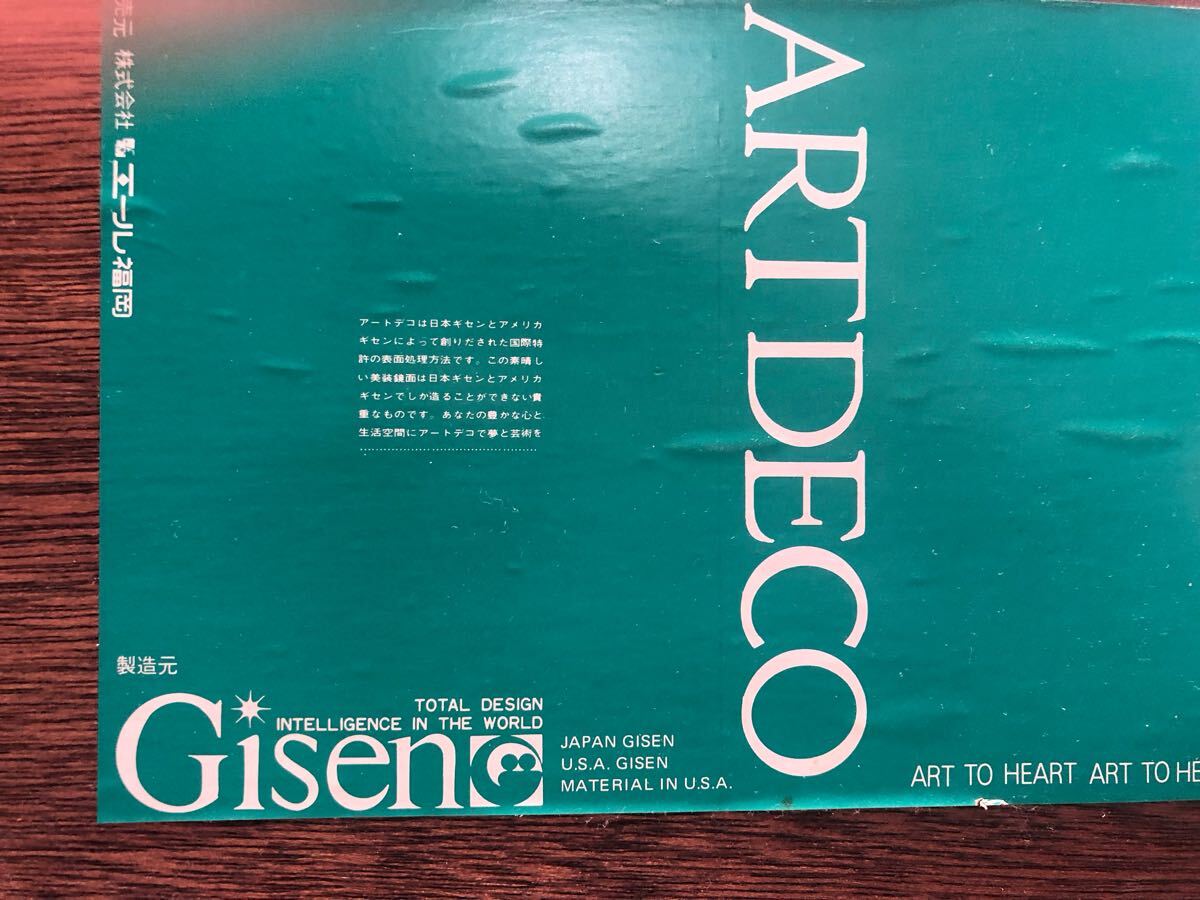 売元 株式会社 エール福岡
ARTDECO
アートデコは日本ギセンとアメリカ
ギセンによって創りだされた国際特
許の表面処理方法です。この素晴し
い美装鏡面は日本ギセンとアメリカ
ギセンでしか造ることができない貴
重なものです。あなたの豊かな心と
生活空間にアートデコで夢と芸術を
製造元
TOTAL DESIGN
INTELLIGENCE IN THE WORLD
Gisen
JAPAN GISEN
U.S.A. GISEN
MATERIAL IN U.S.A.
ART TO HEART ART TO HE